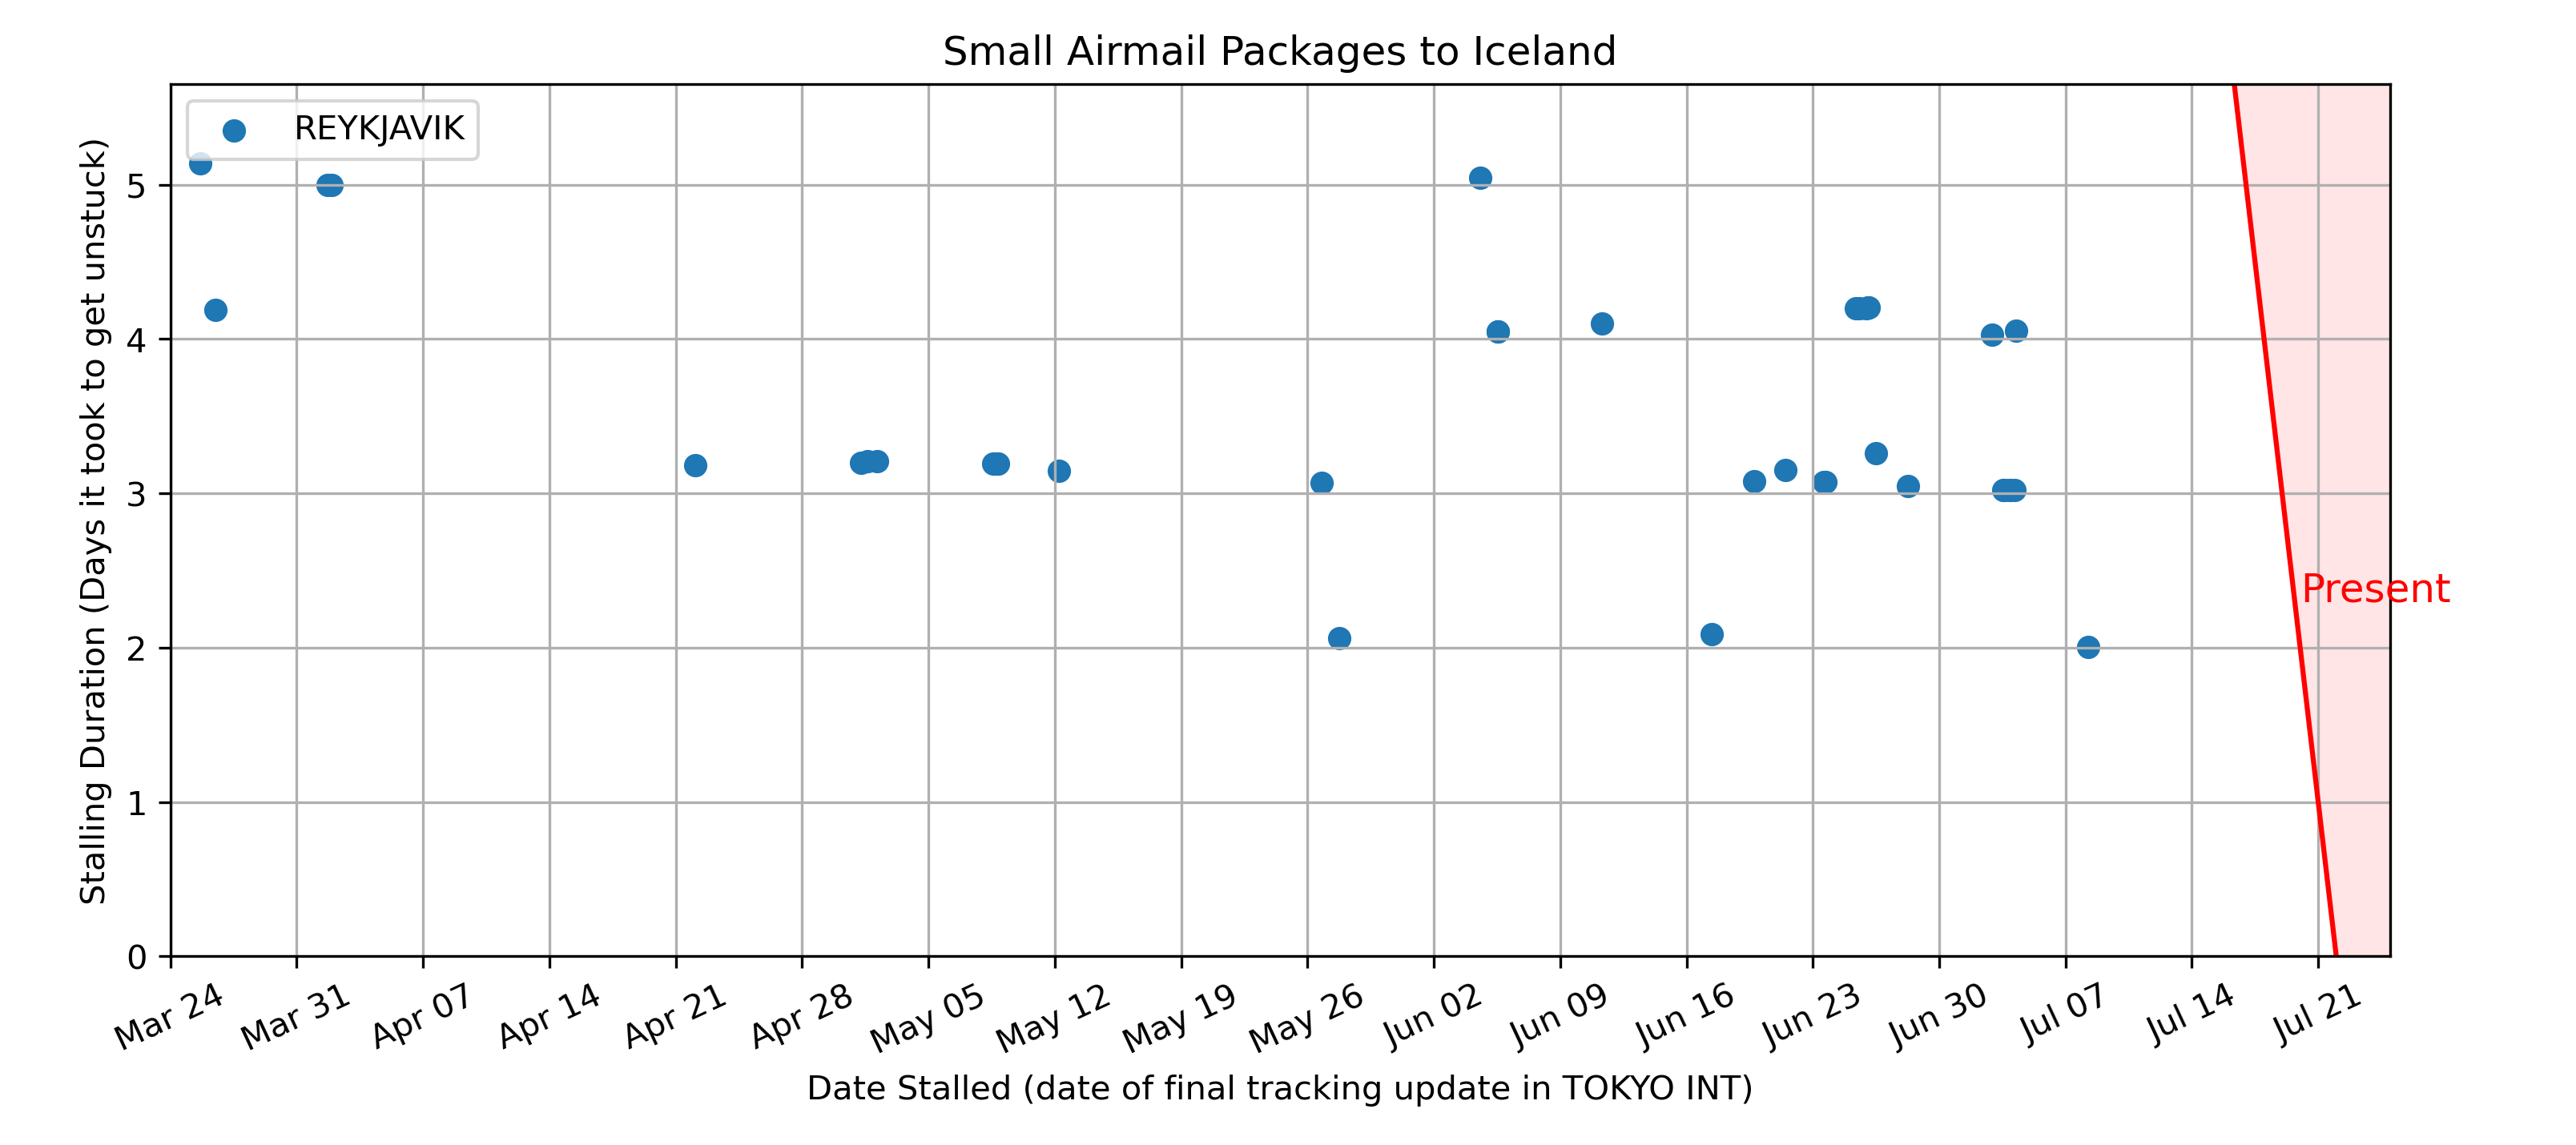 Small Airmail Packages to Iceland
REYKJAVIK
Stalling Duration (Days it took to get unstuck)
5
4
3
2
1
0
Present
Mar 24
Mar 31
Apr 07
Apr 14
Apr 21
Apr 28
May 05
May 12
May 19
May 26
Jun 02
Jun 09
Jun 16
Jun 23
Jun 30
Jul 07
Jul 14
Jul 21
Date Stalled (date of final tracking update in TOKYO INT)